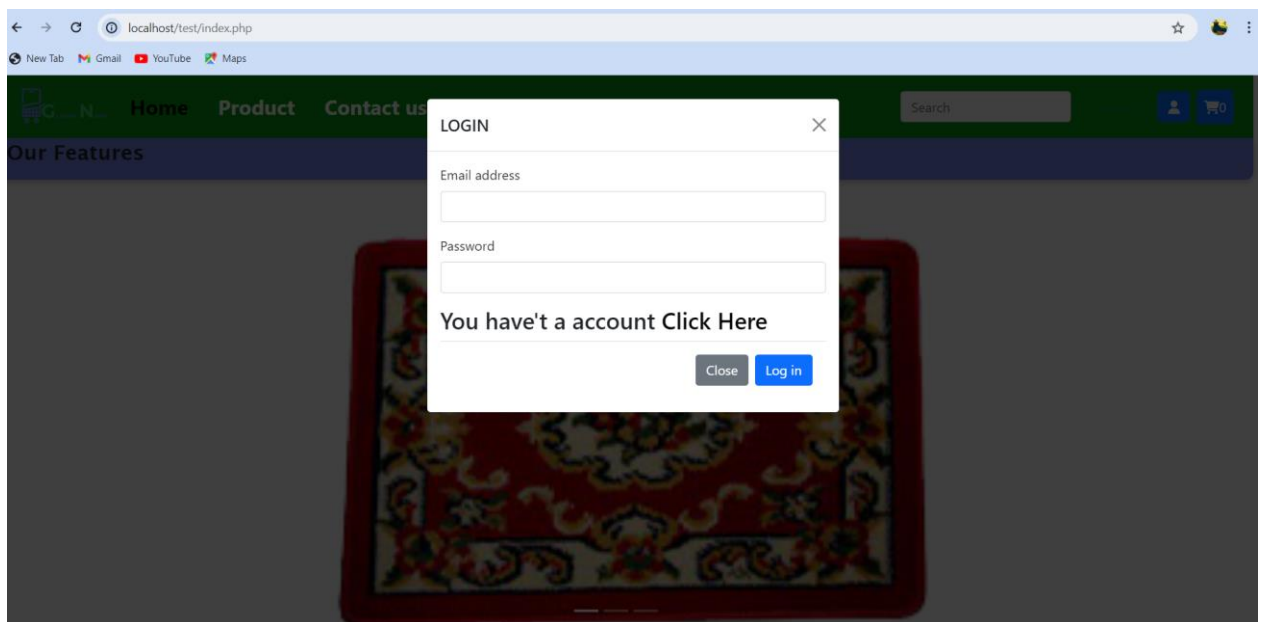 localhost/test/index.php
New Tab Gmail YouTube Maps
Home Product Contact us Search 0
Our Features
LOGIN
Email address
Password
You have't a account Click Here
Close Log in